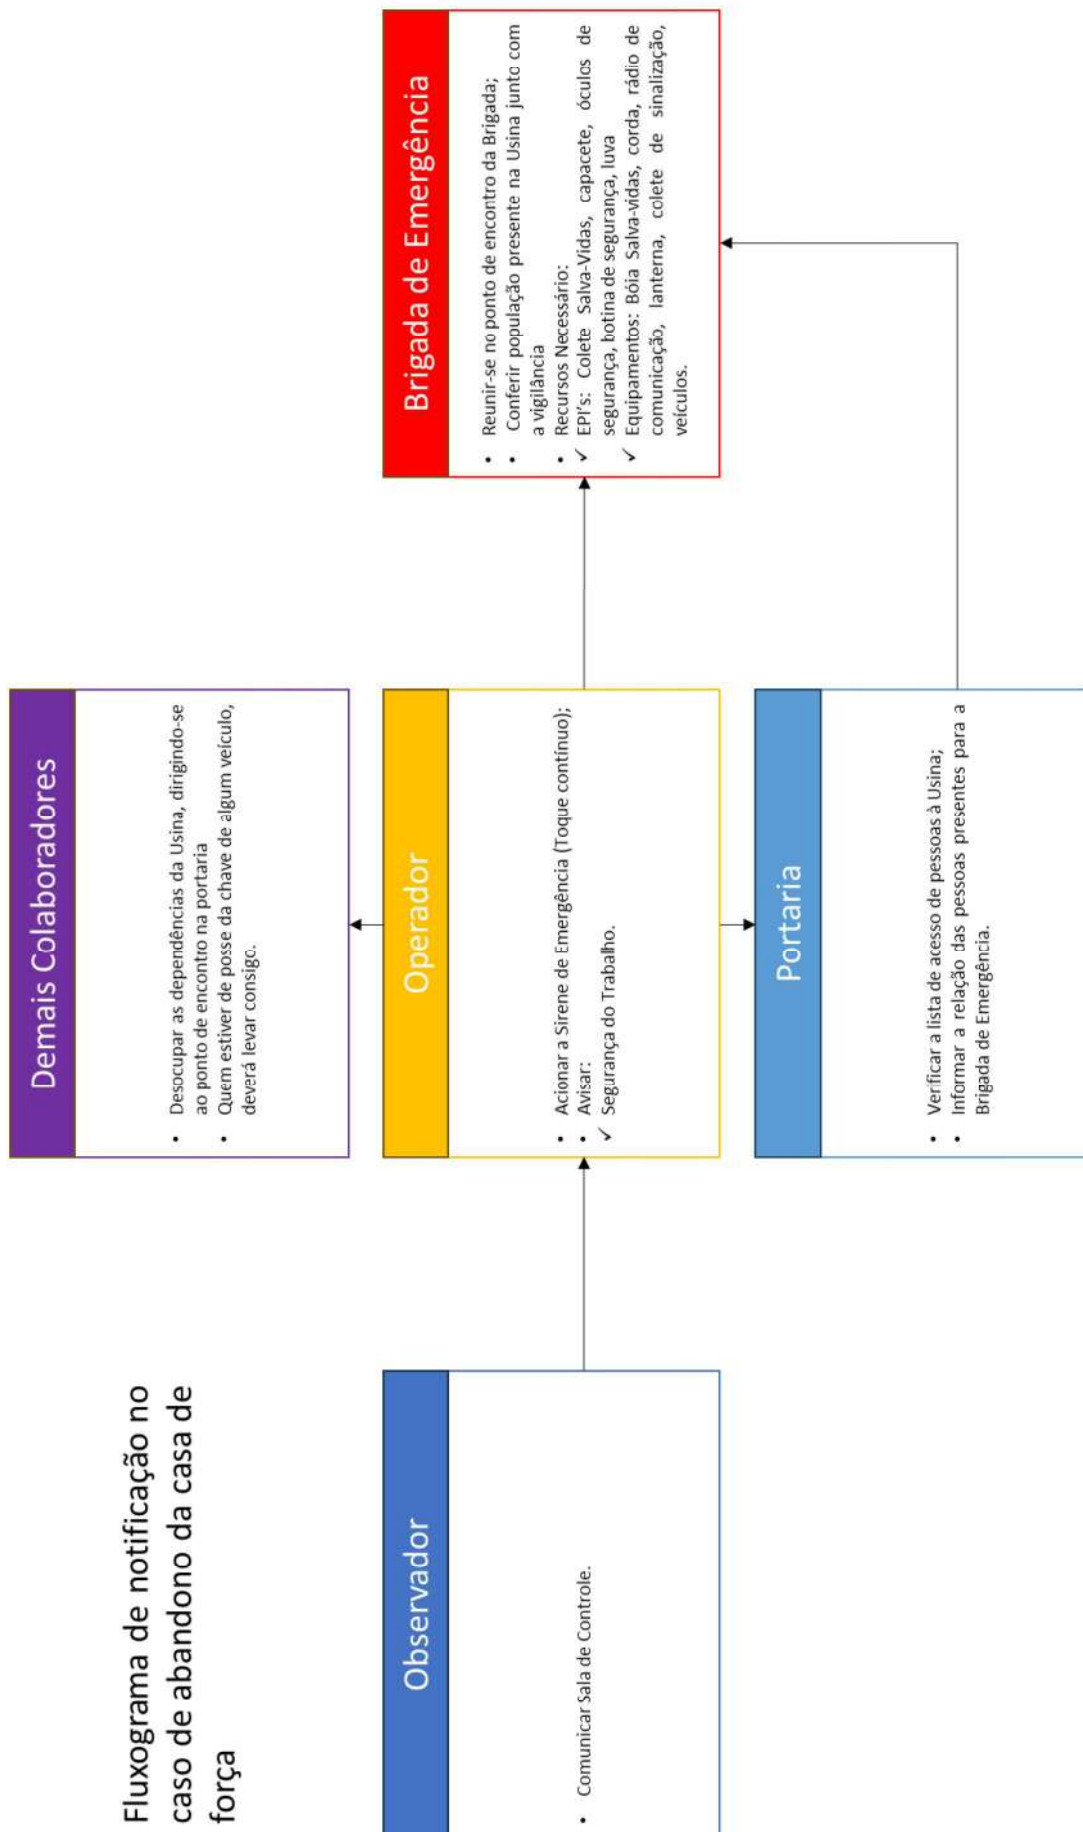 Fluxograma de notificação no
caso de abandono da casa de
força
Observador
• Comunicar Sala de Controle.
Demais Colaboradores
• Desocupar as dependências da Usina, dirigindo-se
ao ponto de encontro na portaria
• Quem estiver de posse da chave de algum veículo,
deverá levar consigo.
Operador
• Acionar a Sirene de Emergência (Toque contínuo);
• Avisar:
✓ Segurança do Trabalho.
Portaria
• Verificar a lista de acesso de pessoas à Usina;
• Informar a relação das pessoas presentes para a
Brigada de Emergência.
Brigada de Emergência
• Reunir-se no ponto de encontro da Brigada;
• Conferir população presente na Usina junto com
a vigilância
• Recursos Necessário:
✓ EPI's: Colete Salva-Vidas, capacete, óculos de
segurança, botina de segurança, luva
✓ Equipamentos: Bóia Salva-vidas, corda, rádio de
comunicação, lanterna, colete de sinalização,
veículos.